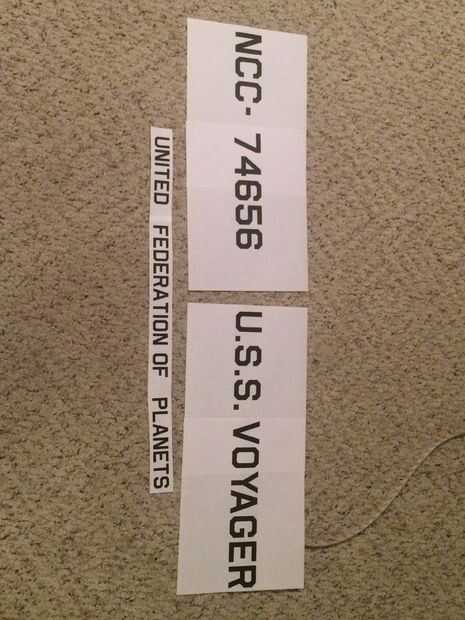 NCC- 74656
U.S.S. VOYAGER
UNITED FEDERATION OF PLANETS